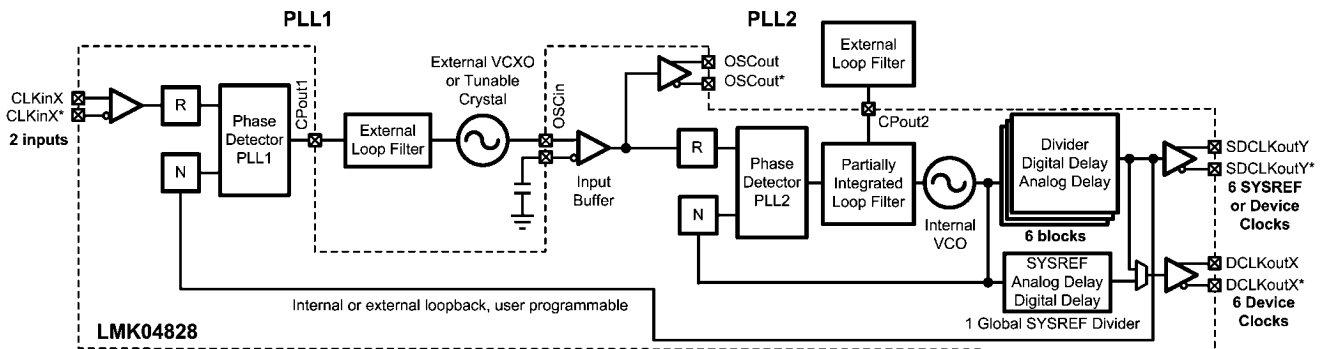 PLL1
PLL2
External VCXO
or Tunable
Crystal
External
Loop Filter
OSCout
OSCout*
CLKinX
CLKinX*
2 inputs
R
N
Phase
Detector
PLL1
CPout1
External
Loop Filter
OSCin
Input
Buffer
R
N
Phase
Detector
PLL2
CPout2
Partially
Integrated
Loop Filter
Internal
VCO
Divider
Digital Delay
Analog Delay
6 blocks
SDCLKoutY
SDCLKoutY*
6 SYSREF
or Device
Clocks
SYSREF
Analog Delay
Digital Delay
1 Global SYSREF Divider
DCLKoutX
DCLKoutX*
6 Device
Clocks
Internal or external loopback, user programmable
LMK04828